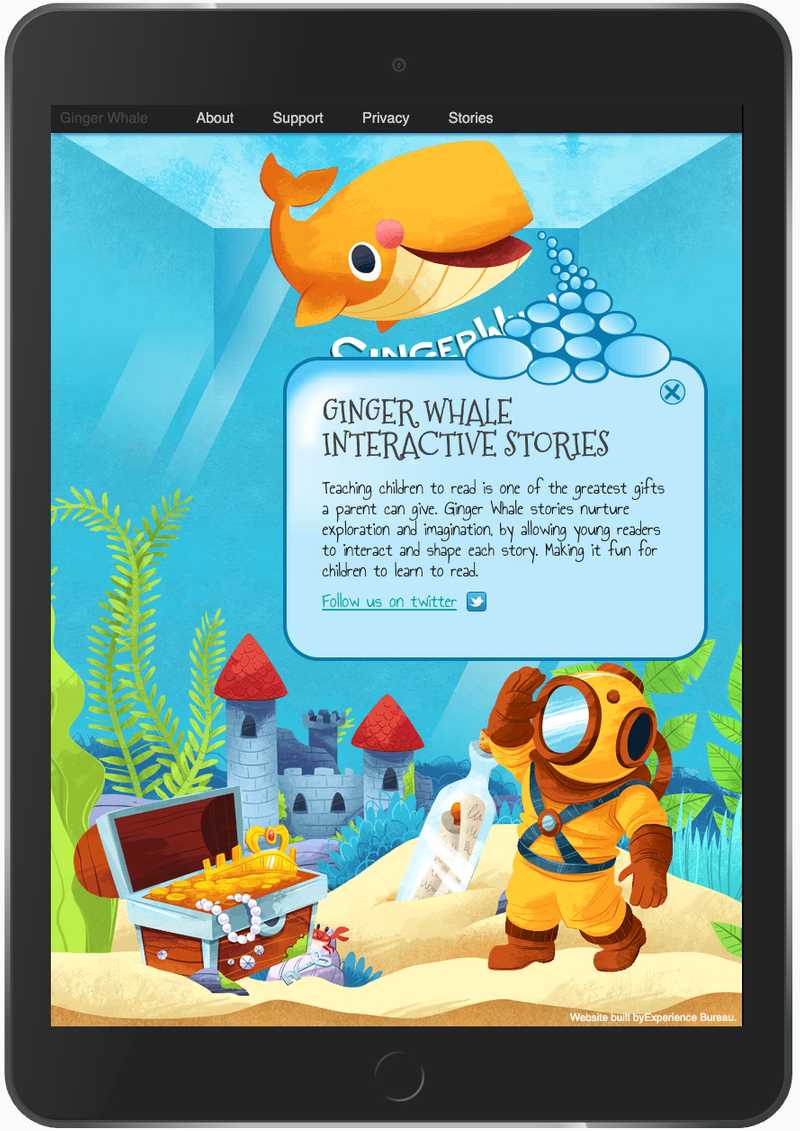 Ginger Whale About Support Privacy Stories
GINGER WHALE
INTERACTIVE STORIES
Teaching children to read is one of the greatest gifts
a parent can give. Ginger Whale stories nurture
exploration and imagination, by allowing young readers
to interact and shape each story. Making it fun for
children to learn to read.
Follow us on twitter
Website built byExperience Bureau.